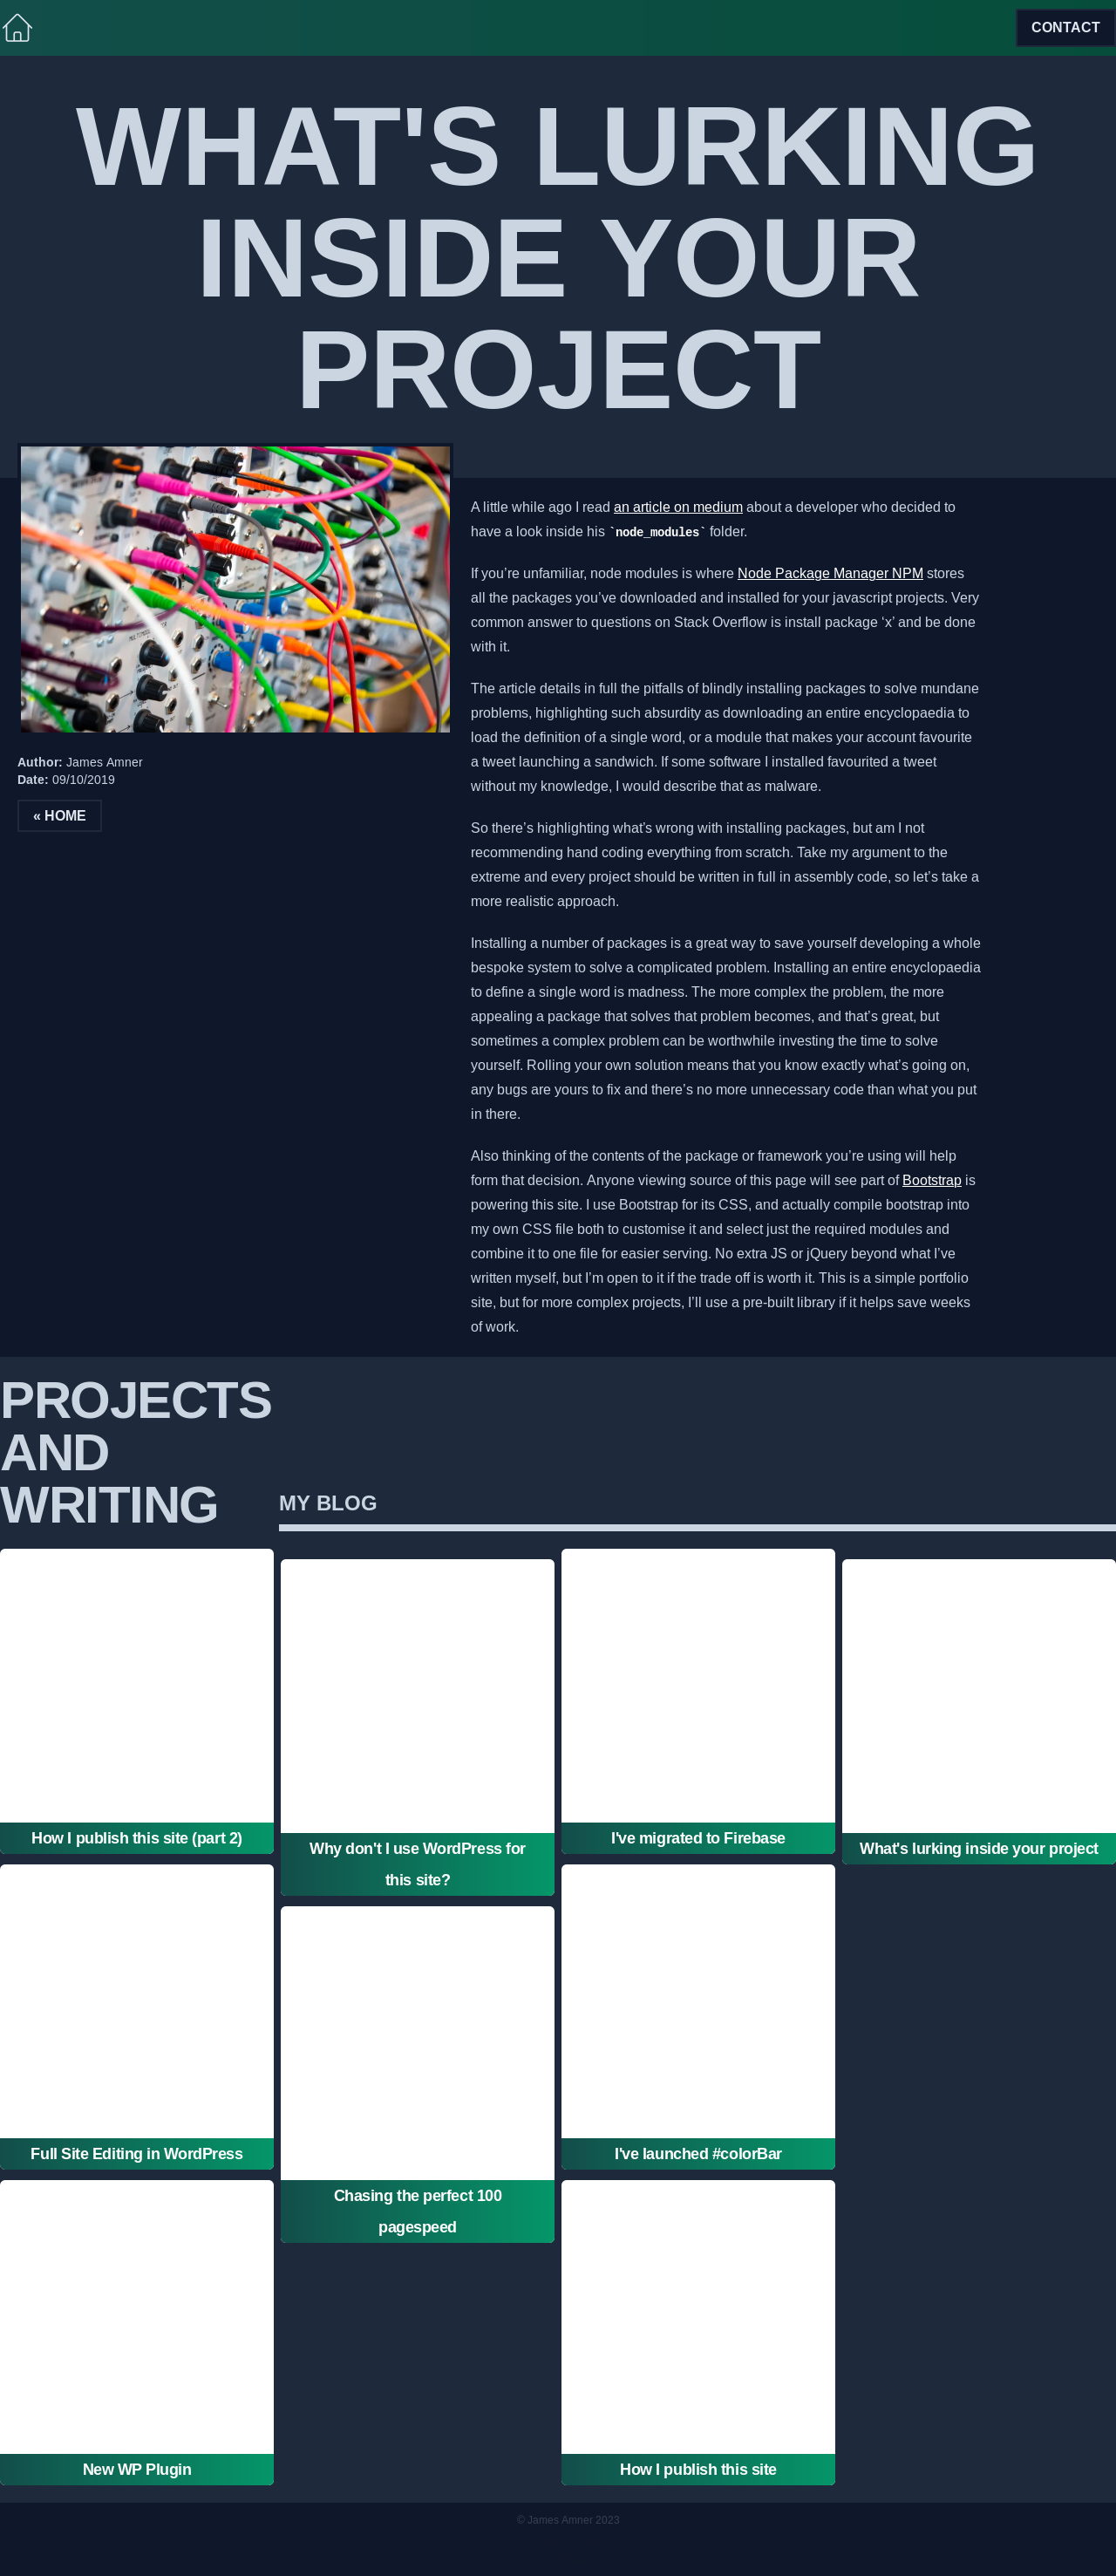 CONTACT
WHAT'S LURKING
INSIDE YOUR
PROJECT
Author: James Amner
Date: 09/10/2019
« HOME
A little while ago I read an article on medium about a developer who decided to
have a look inside his `node_modules` folder.
If you’re unfamiliar, node modules is where Node Package Manager NPM stores
all the packages you’ve downloaded and installed for your javascript projects. Very
common answer to questions on Stack Overflow is install package ‘x’ and be done
with it.
The article details in full the pitfalls of blindly installing packages to solve mundane
problems, highlighting such absurdity as downloading an entire encyclopaedia to
load the definition of a single word, or a module that makes your account favourite
a tweet launching a sandwich. If some software I installed favourited a tweet
without my knowledge, I would describe that as malware.
So there’s highlighting what’s wrong with installing packages, but am I not
recommending hand coding everything from scratch. Take my argument to the
extreme and every project should be written in full in assembly code, so let’s take a
more realistic approach.
Installing a number of packages is a great way to save yourself developing a whole
bespoke system to solve a complicated problem. Installing an entire encyclopaedia
to define a single word is madness. The more complex the problem, the more
appealing a package that solves that problem becomes, and that’s great, but
sometimes a complex problem can be worthwhile investing the time to solve
yourself. Rolling your own solution means that you know exactly what’s going on,
any bugs are yours to fix and there’s no more unnecessary code than what you put
in there.
Also thinking of the contents of the package or framework you’re using will help
form that decision. Anyone viewing source of this page will see part of Bootstrap is
powering this site. I use Bootstrap for its CSS, and actually compile bootstrap into
my own CSS file both to customise it and select just the required modules and
combine it to one file for easier serving. No extra JS or jQuery beyond what I’ve
written myself, but I’m open to it if the trade off is worth it. This is a simple portfolio
site, but for more complex projects, I’ll use a pre-built library if it helps save weeks
of work.
PROJECTS
AND
WRITING
MY BLOG
How I publish this site (part 2)
Why don't I use WordPress for
this site?
I've migrated to Firebase
What's lurking inside your project
Full Site Editing in WordPress
Chasing the perfect 100
pagespeed
I've launched #colorBar
New WP Plugin
How I publish this site
© James Amner 2023